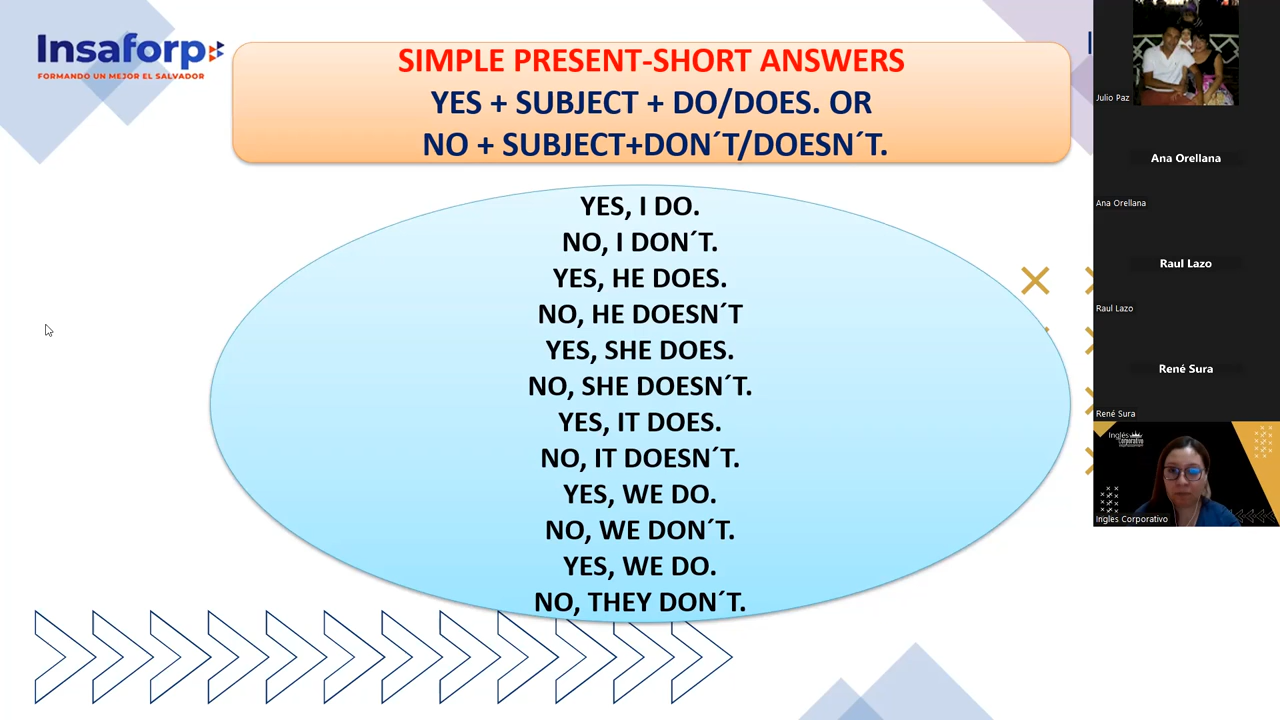 Insaforp
FORMANDO UN MEJOR EL SALVADOR
SIMPLE PRESENT-SHORT ANSWERS
YES + SUBJECT + DO/DOES. OR
NO + SUBJECT+DON´T/DOESN´T.
YES, I DO.
NO, I DON´T.
YES, HE DOES.
NO, HE DOESN´T
YES, SHE DOES.
NO, SHE DOESN´T.
YES, IT DOES.
NO, IT DOESN´T.
YES, WE DO.
NO, WE DON´T.
YES, WE DO.
NO, THEY DON´T.
Julio Paz
Ana Orellana
Ana Orellana
Raul Lazo
Raul Lazo
René Sura
René Sura
Inglés
Corporativo
Ingles Corporativo